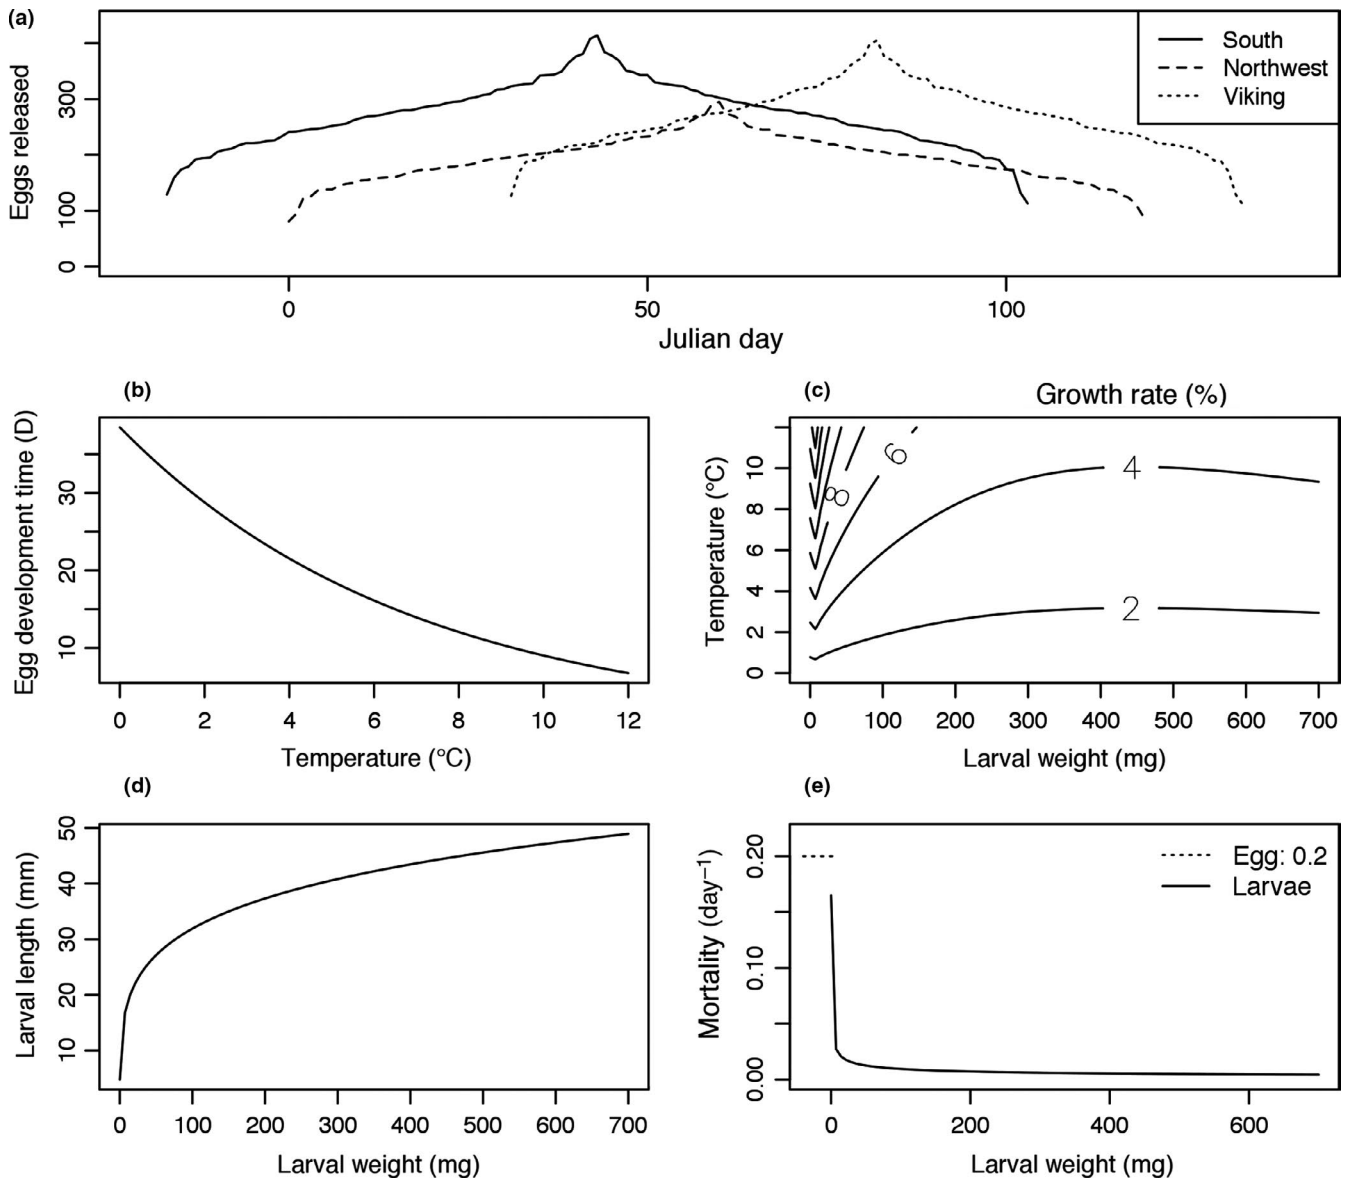 (a)
Eggs released
0
100
300
0
50
100
Julian day
South
Northwest
Viking
(b)
Egg development time (D)
10
20
30
0 2 4 6 8 10 12
Temperature (°C)
(c)
Growth rate (%)
Temperature (°C)
0
2
4
6
8
10
8
6
4
2
0 100 200 300 400 500 600 700
Larval weight (mg)
(d)
Larval length (mm)
10
20
30
40
50
0 100 200 300 400 500 600 700
Larval weight (mg)
(e)
Mortality (day−1)
0.00
0.10
0.20
Egg: 0.2
Larvae
0 200 400 600
Larval weight (mg)